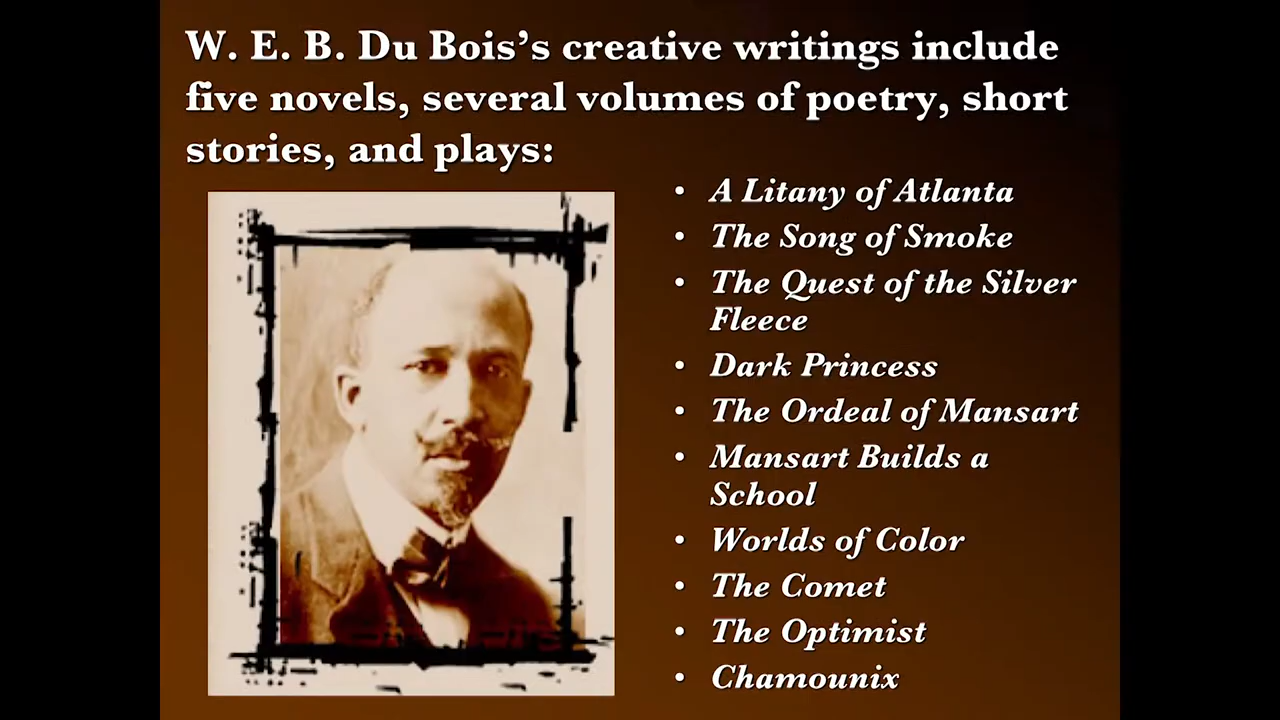 W. E. B. Du Bois’s creative writings include
five novels, several volumes of poetry, short
stories, and plays:
• A Litany of Atlanta
• The Song of Smoke
• The Quest of the Silver
Fleece
• Dark Princess
• The Ordeal of Mansart
• Mansart Builds a
School
• Worlds of Color
• The Comet
• The Optimist
• Chamounix